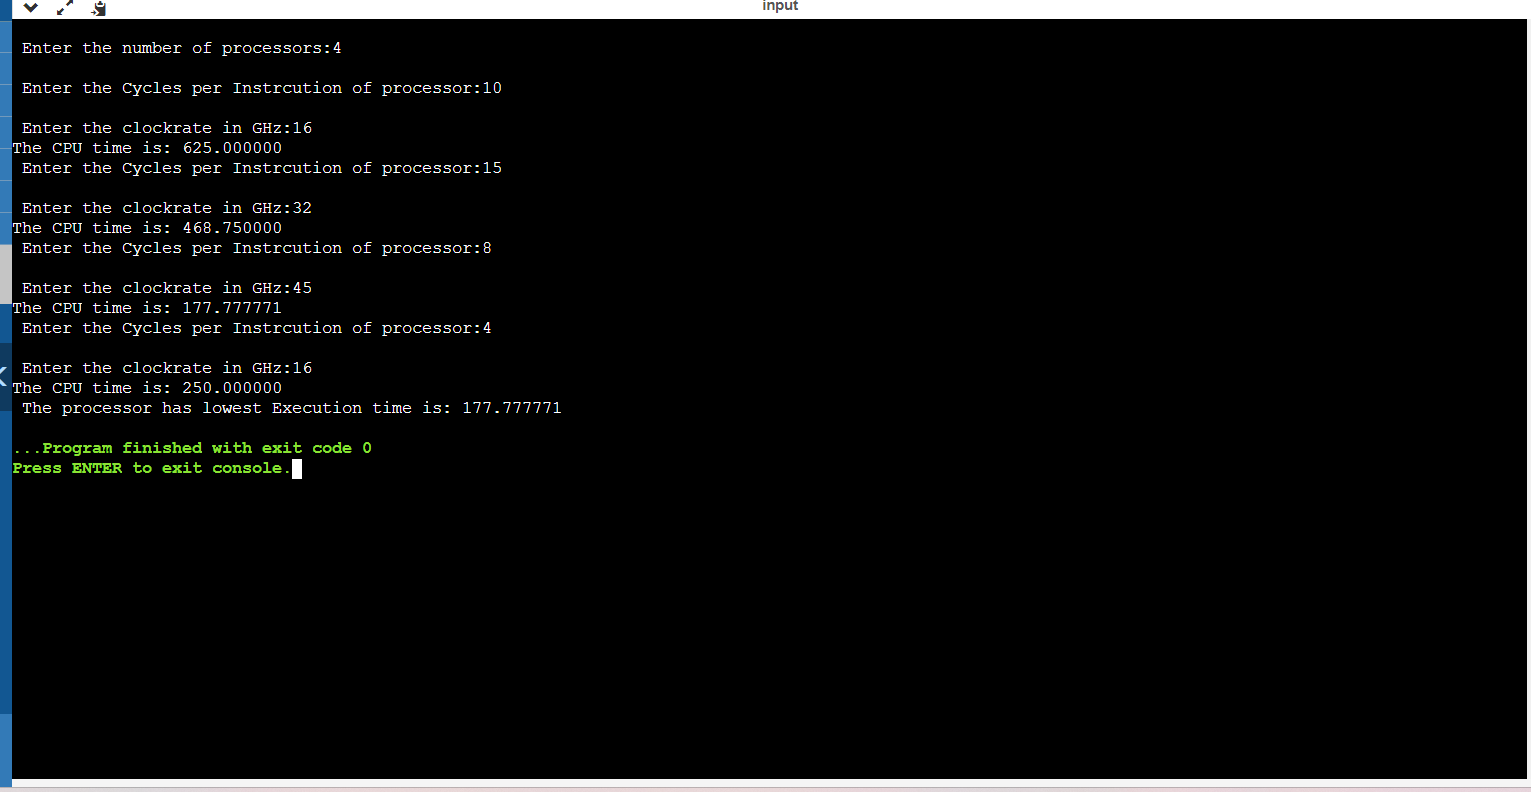 input
Enter the number of processors:4
Enter the Cycles per Instrcution of processor:10
Enter the clockrate in GHz:16
The CPU time is: 625.000000
Enter the Cycles per Instrcution of processor:15
Enter the clockrate in GHz:32
The CPU time is: 468.750000
Enter the Cycles per Instrcution of processor:8
Enter the clockrate in GHz:45
The CPU time is: 177.777771
Enter the Cycles per Instrcution of processor:4
Enter the clockrate in GHz:16
The CPU time is: 250.000000
The processor has lowest Execution time is: 177.777771
...Program finished with exit code 0
Press ENTER to exit console.